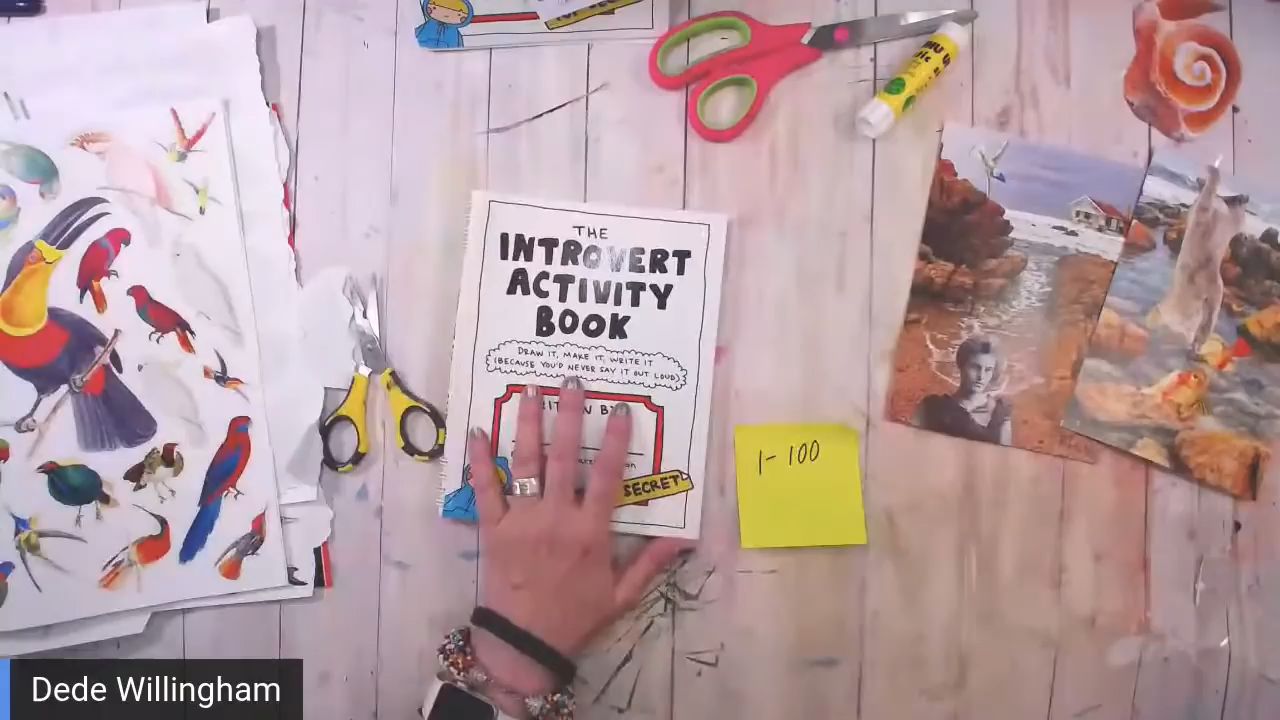 THE
INTROVERT
ACTIVITY
BOOK
DRAW IT, MAKE IT, WRITE IT
(BECAUSE YOU'D NEVER SAY IT OUT LOUD)
SECRET
1-100
Dede Willingham